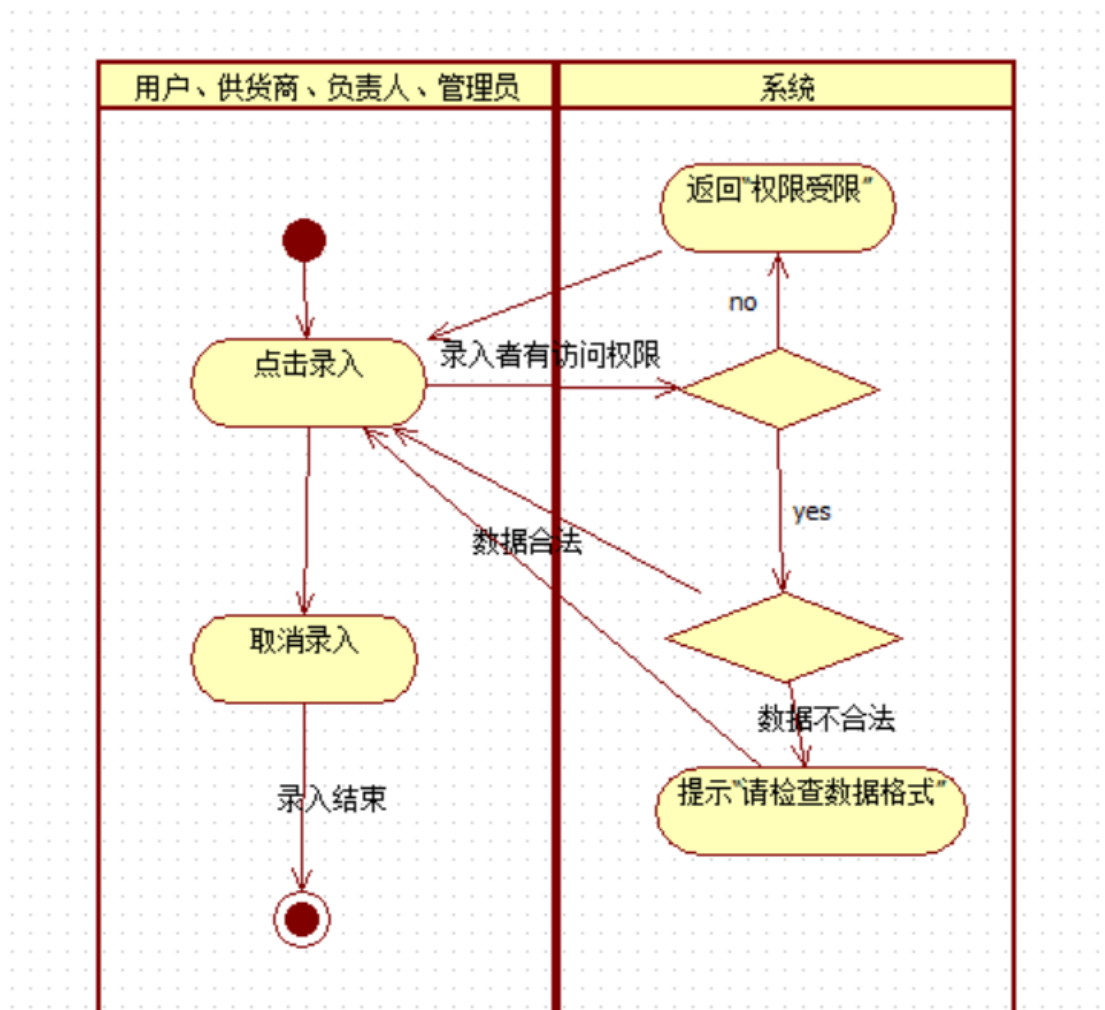 用户、供货商、负责人、管理员
系统
返回“权限受限”
no
点击录入
录入者有访问权限
yes
数据合法
取消录入
数据不合法
录入结束
提示“请检查数据格式”